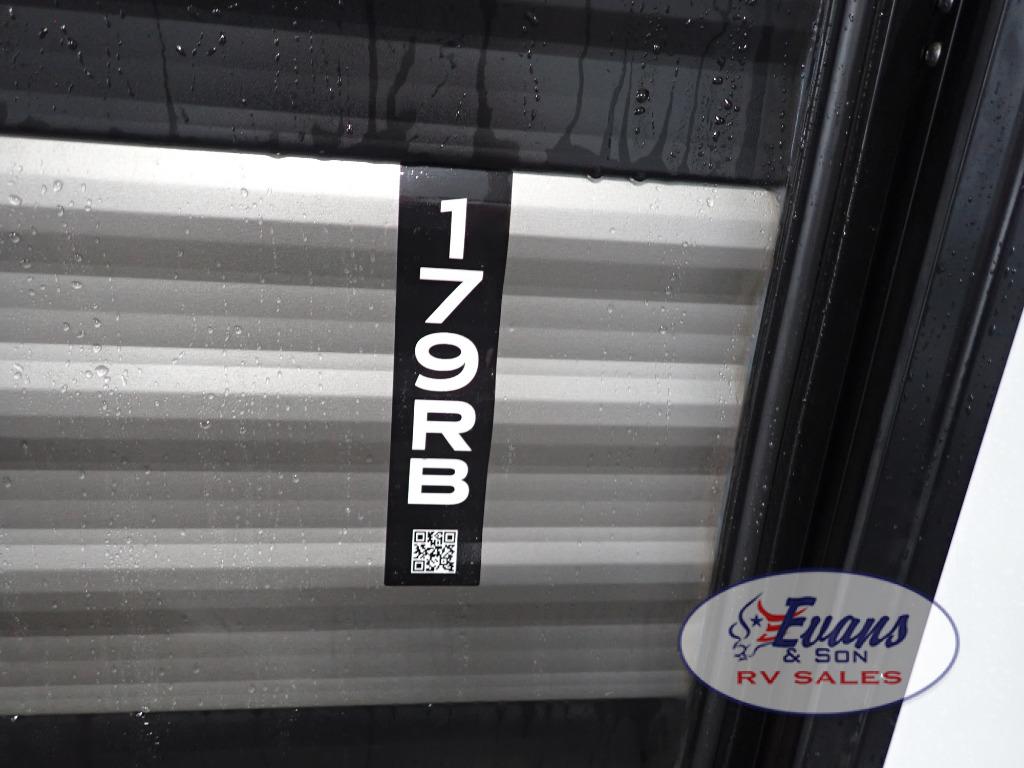 179RB
Evans
& SON
RV SALES